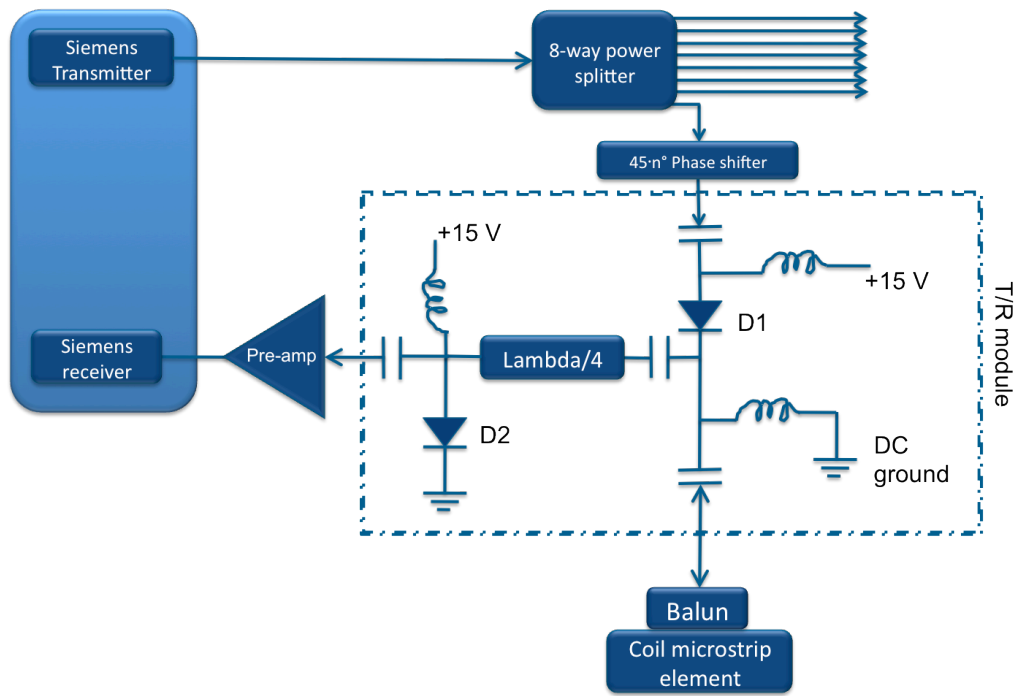 Siemens
Transmitter
8-way power
splitter
45·n° Phase shifter
+15 V
+15 V
D1
T/R module
Siemens
receiver
Pre-amp
Lambda/4
D2
DC
ground
Balun
Coil microstrip
element